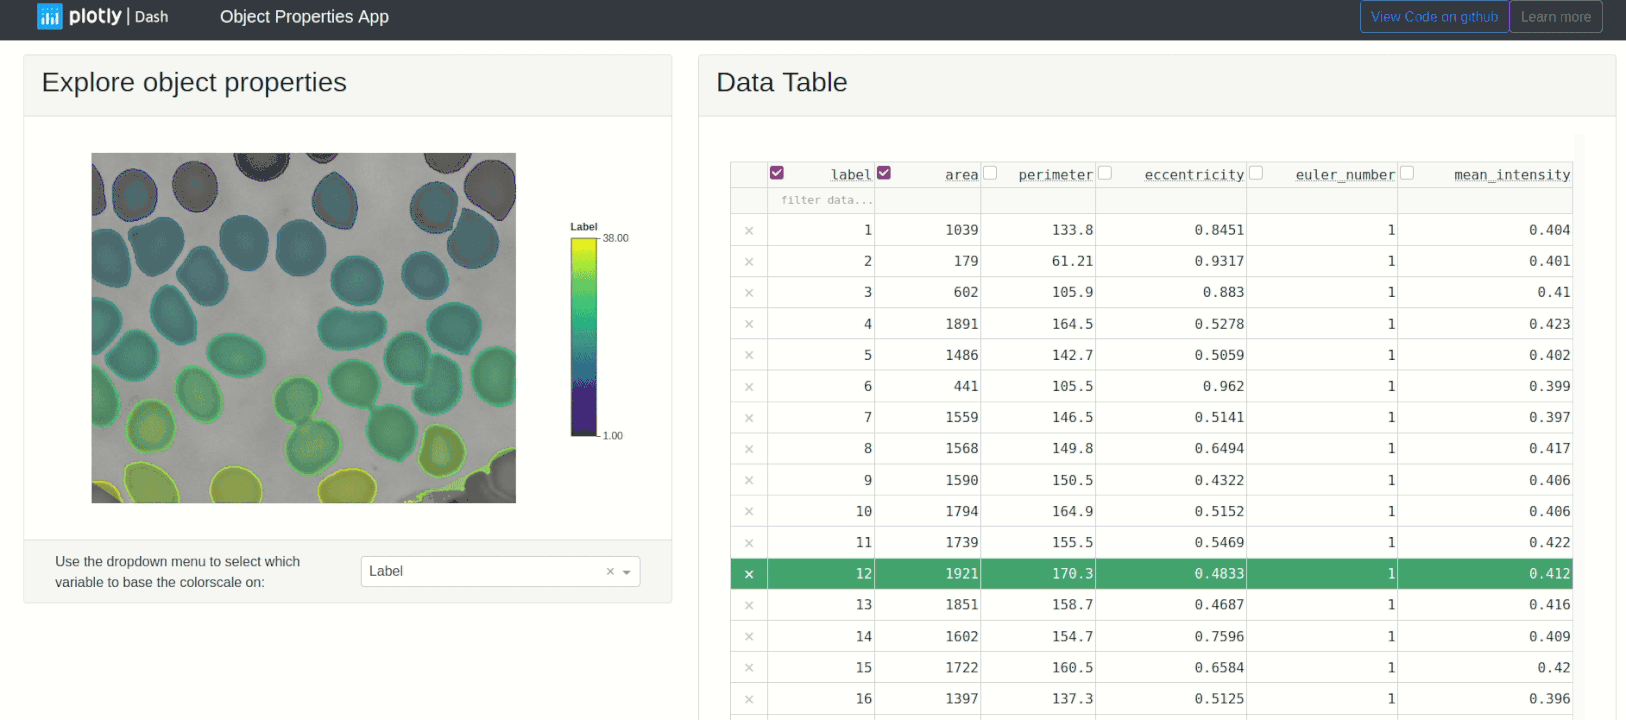 plotly | Dash
Object Properties App
View Code on github
Learn more
Explore object properties
Label
38.00
1.00
Use the dropdown menu to select which
variable to base the colorscale on:
Label
Data Table
label area perimeter eccentricity euler_number mean_intensity
filter data...
1 1039 133.8 0.8451 1 0.404
2 179 61.21 0.9317 1 0.401
3 602 105.9 0.883 1 0.41
4 1891 164.5 0.5278 1 0.423
5 1486 142.7 0.5059 1 0.402
6 441 105.5 0.962 1 0.399
7 1559 146.5 0.5141 1 0.397
8 1568 149.8 0.6494 1 0.417
9 1590 150.5 0.4322 1 0.406
10 1794 164.9 0.5152 1 0.406
11 1739 155.5 0.5469 1 0.422
12 1921 170.3 0.4833 1 0.412
13 1851 158.7 0.4687 1 0.416
14 1602 154.7 0.7596 1 0.409
15 1722 160.5 0.6584 1 0.42
16 1397 137.3 0.5125 1 0.396